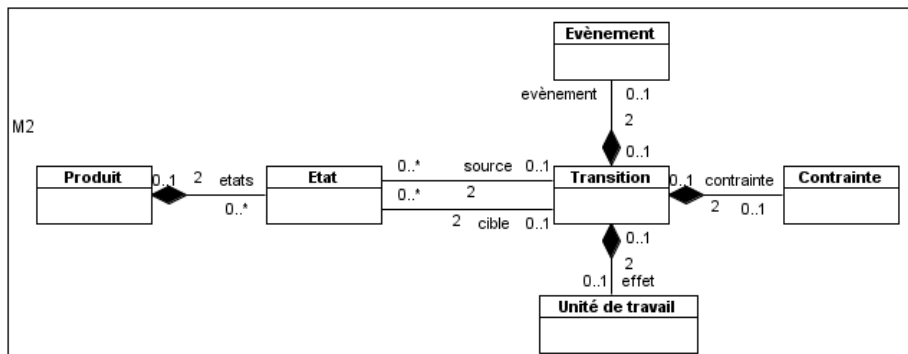 Evènement
evènement 0..1
2
M2
0..1
Produit 0..1 2 etats Etat 0..* source 0..1 Transition 0..1 contrainte Contrainte
0..* 0..* 2 2 0..1
2 cible 0..1
0..1
2
0..1 effet
Unité de travail